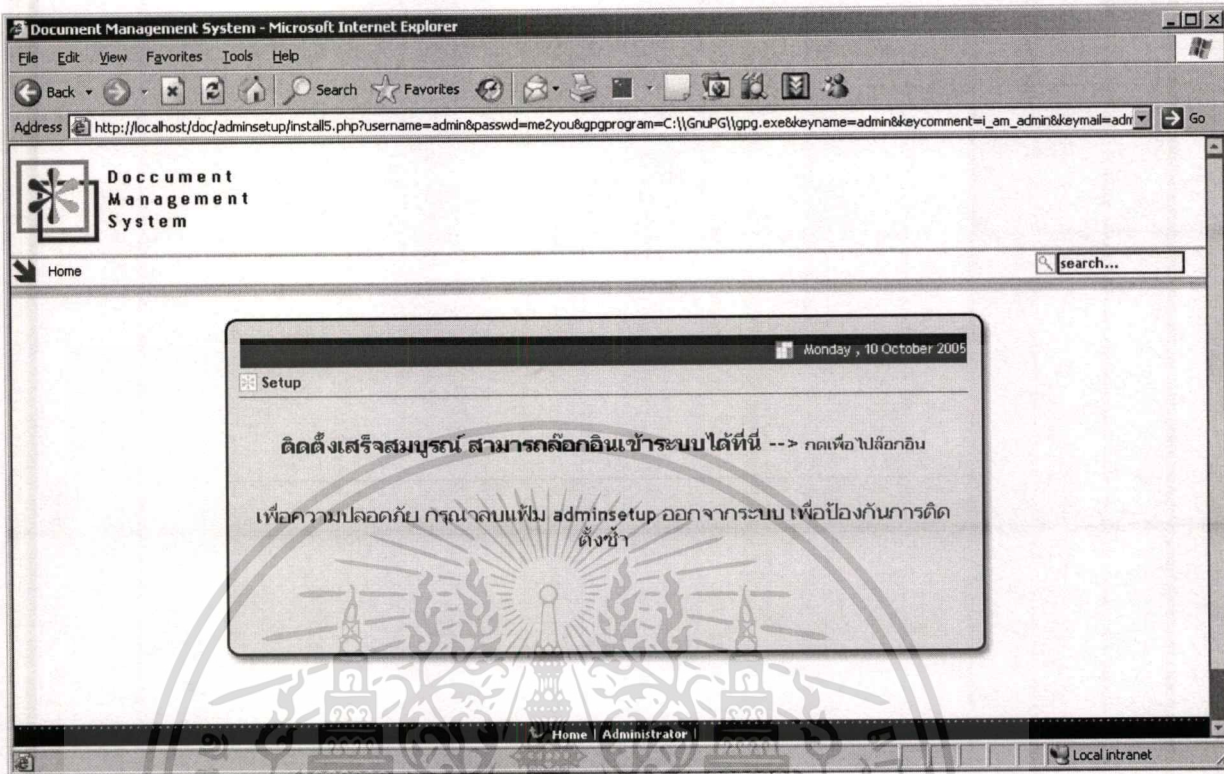 Document Management System - Microsoft Internet Explorer
File Edit View Favorites Tools Help
Back Search Favorites
Address http://localhost/doc/adminsetup/install5.php?username=admin&passwd=me2you&gpgprogram=C:\\GnuPG\\gpg.exe&keyname=admin&keycomment=i_am_admin&keymail=adm Go
Doccument
Management
System
Home search...
Monday , 10 October 2005
Setup
ติดตั้งเสร็จสมบูรณ์ สามารถล๊อกอินเข้าระบบได้ที่นี่ --> กดเพื่อไปล๊อกอิน
เพื่อความปลอดภัย กรุณาลบแฟ้ม adminsetup ออกจากระบบ เพื่อป้องกันการติด
ตั้งซ้ำ
Home | Administrator |
Local intranet